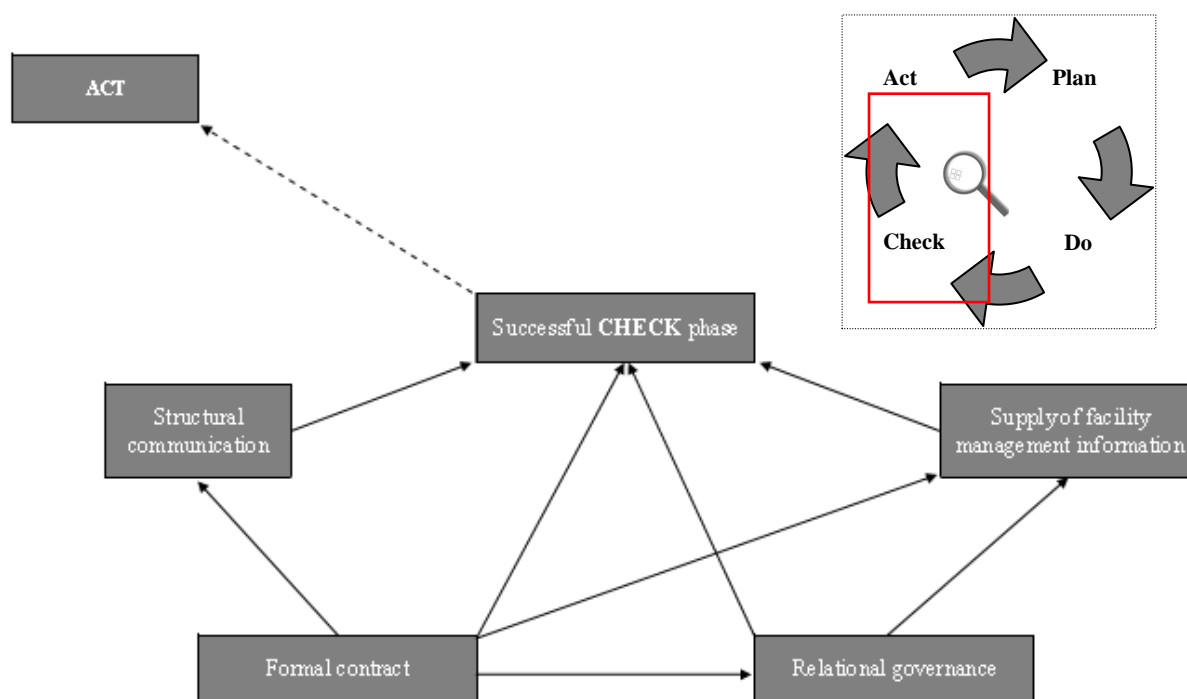 ACT
Act
Plan
Check
Do
Successful CHECK phase
Structural
communication
Supply of facility
management information
Formal contract
Relational governance